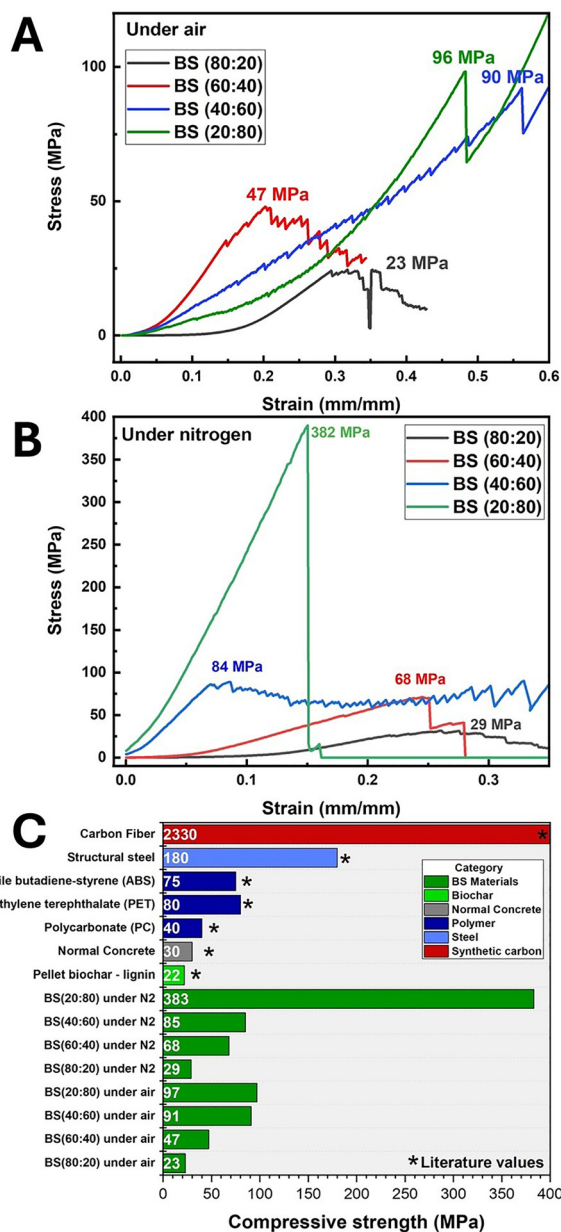 A
Under air
BS (80:20)
BS (60:40)
BS (40:60)
BS (20:80)
96 MPa
90 MPa
47 MPa
23 MPa
Stress (MPa)
100
50
0
0.0 0.1 0.2 0.3 0.4 0.5 0.6
Strain (mm/mm)
B
Under nitrogen
382 MPa
BS (80:20)
BS (60:40)
BS (40:60)
BS (20:80)
84 MPa
68 MPa
29 MPa
Stress (MPa)
400
350
300
250
200
150
100
50
0
0.0 0.1 0.2 0.3
Strain (mm/mm)
C
Carbon Fiber 2330 *
Structural steel 180 *
ile butadiene-styrene (ABS) 75 *
thylene terephthalate (PET) 80 *
Polycarbonate (PC) 40 *
Normal Concrete 30 *
Pellet biochar - lignin 22 *
BS(20:80) under N2 383
BS(40:60) under N2 85
BS(60:40) under N2 68
BS(80:20) under N2 29
BS(20:80) under air 97
BS(40:60) under air 91
BS(60:40) under air 47
BS(80:20) under air 23
Category
BS Materials
Biochar
Normal Concrete
Polymer
Steel
Synthetic carbon
*Literature values
0 50 100 150 200 250 300 350 400
Compressive strength (MPa)